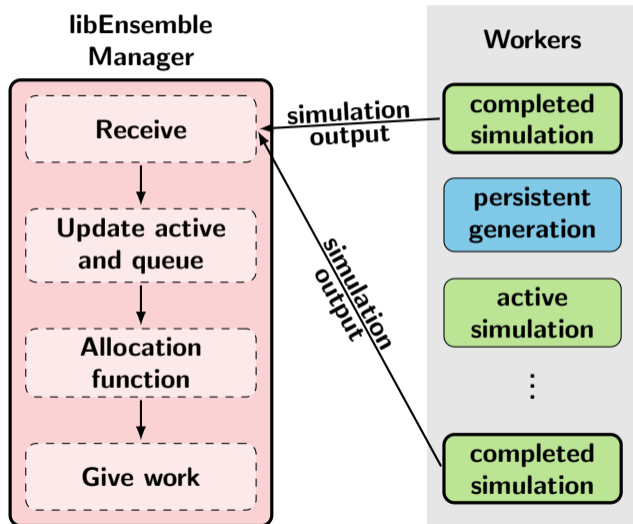 libEnsemble
Manager
Receive
Update active
and queue
Allocation
function
Give work
simulation
output
simulation
output
Workers
completed
simulation
persistent
generation
active
simulation
⋮
completed
simulation